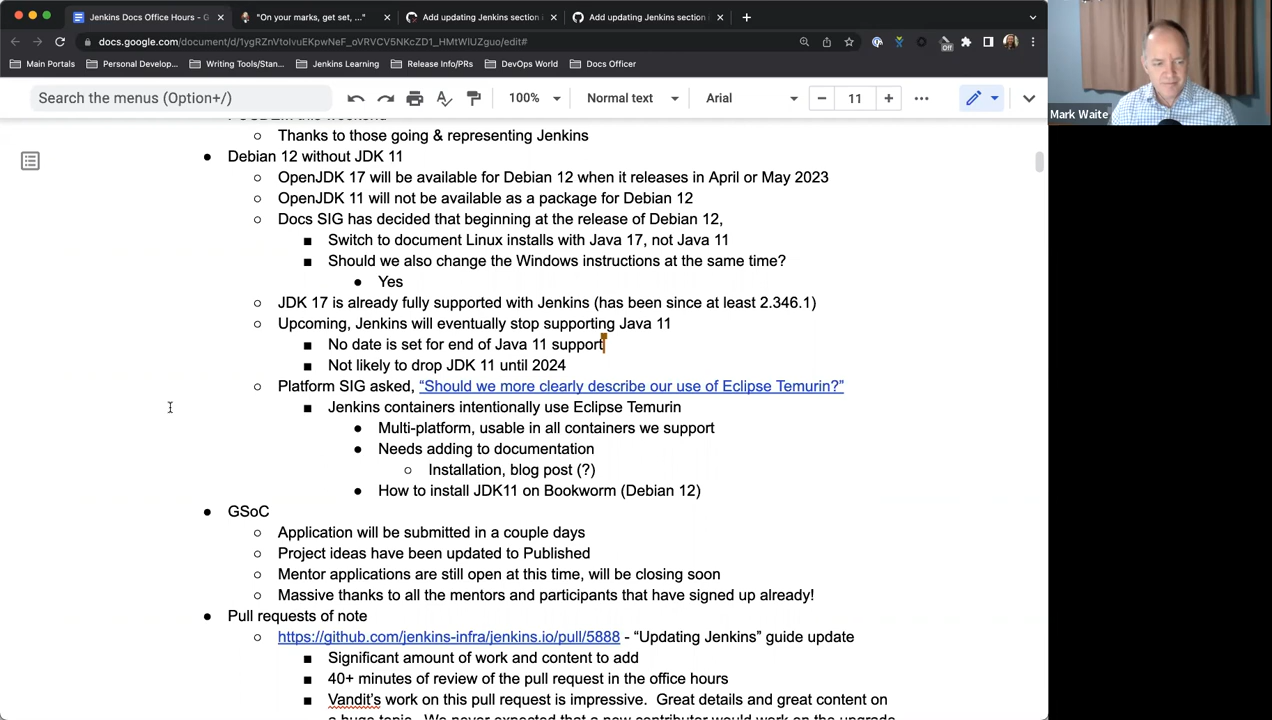 Jenkins Docs Office Hours - G
"On your marks, get set, ..."
Add updating Jenkins section
Add updating Jenkins section
docs.google.com/document/d/1ygRZnVtoIvuEKpwNeF_oVRVCV5NKcZD1_HMtWlUZguo/edit#
Off
Main Portals
Personal Develop...
Writing Tools/Stan...
Jenkins Learning
Release Info/PRs
DevOps World
Docs Officer
Search the menus (Option+/)
100%
Normal text
Arial
11
Mark Waite
Thanks to those going & representing Jenkins
Debian 12 without JDK 11
OpenJDK 17 will be available for Debian 12 when it releases in April or May 2023
OpenJDK 11 will not be available as a package for Debian 12
Docs SIG has decided that beginning at the release of Debian 12,
Switch to document Linux installs with Java 17, not Java 11
Should we also change the Windows instructions at the same time?
Yes
JDK 17 is already fully supported with Jenkins (has been since at least 2.346.1)
Upcoming, Jenkins will eventually stop supporting Java 11
No date is set for end of Java 11 support
Not likely to drop JDK 11 until 2024
Platform SIG asked, “Should we more clearly describe our use of Eclipse Temurin?”
Jenkins containers intentionally use Eclipse Temurin
Multi-platform, usable in all containers we support
Needs adding to documentation
Installation, blog post (?)
How to install JDK11 on Bookworm (Debian 12)
GSoC
Application will be submitted in a couple days
Project ideas have been updated to Published
Mentor applications are still open at this time, will be closing soon
Massive thanks to all the mentors and participants that have signed up already!
Pull requests of note
https://github.com/jenkins-infra/jenkins.io/pull/5888 - “Updating Jenkins” guide update
Significant amount of work and content to add
40+ minutes of review of the pull request in the office hours
Vandit’s work on this pull request is impressive. Great details and great content on